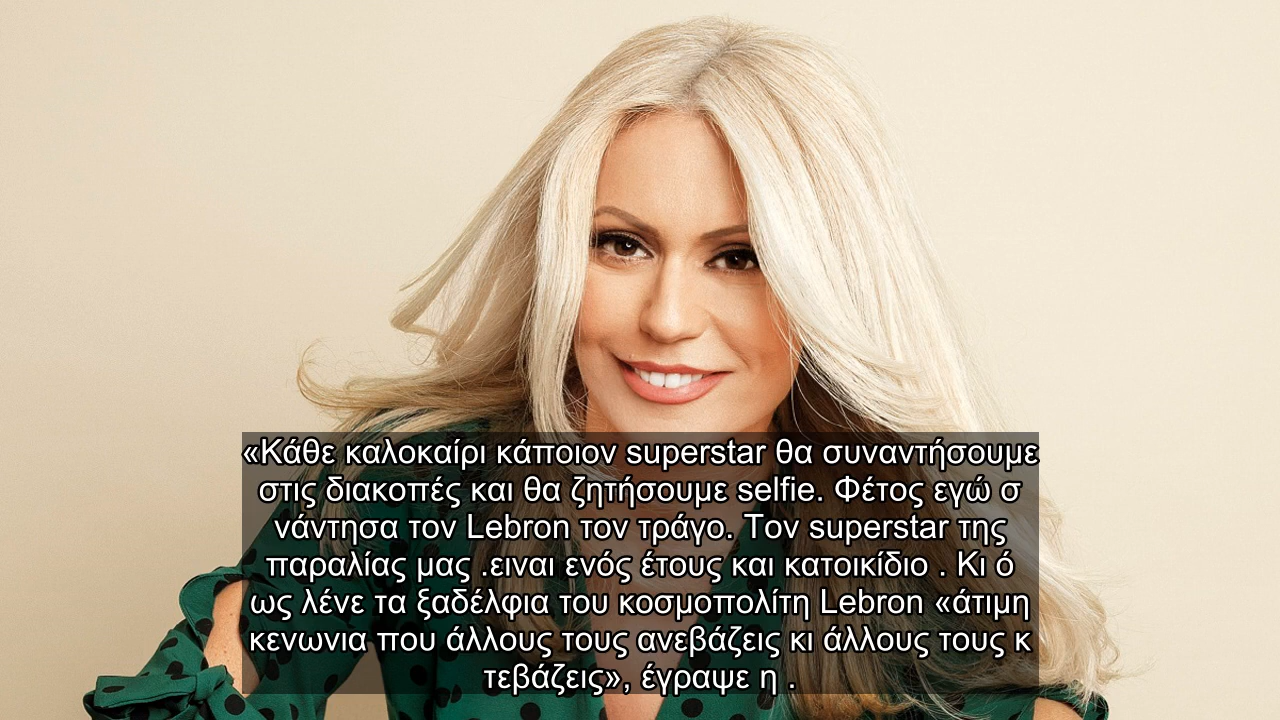 «Κάθε καλοκαίρι κάποιον superstar θα συναντήσουμε
στις διακοπές και θα ζητήσουμε selfie. Φέτος εγώ σ
νάντησα τον Lebron τον τράγο. Τον superstar της
παραλίας μας .ειναι ενός έτους και κατοικίδιο . Κι ό
ως λένε τα ξαδέλφια του κοσμοπολίτη Lebron «άτιμη
κενωνια που άλλους τους ανεβάζεις κι άλλους τους κ
τεβάζεις», έγραψε η .